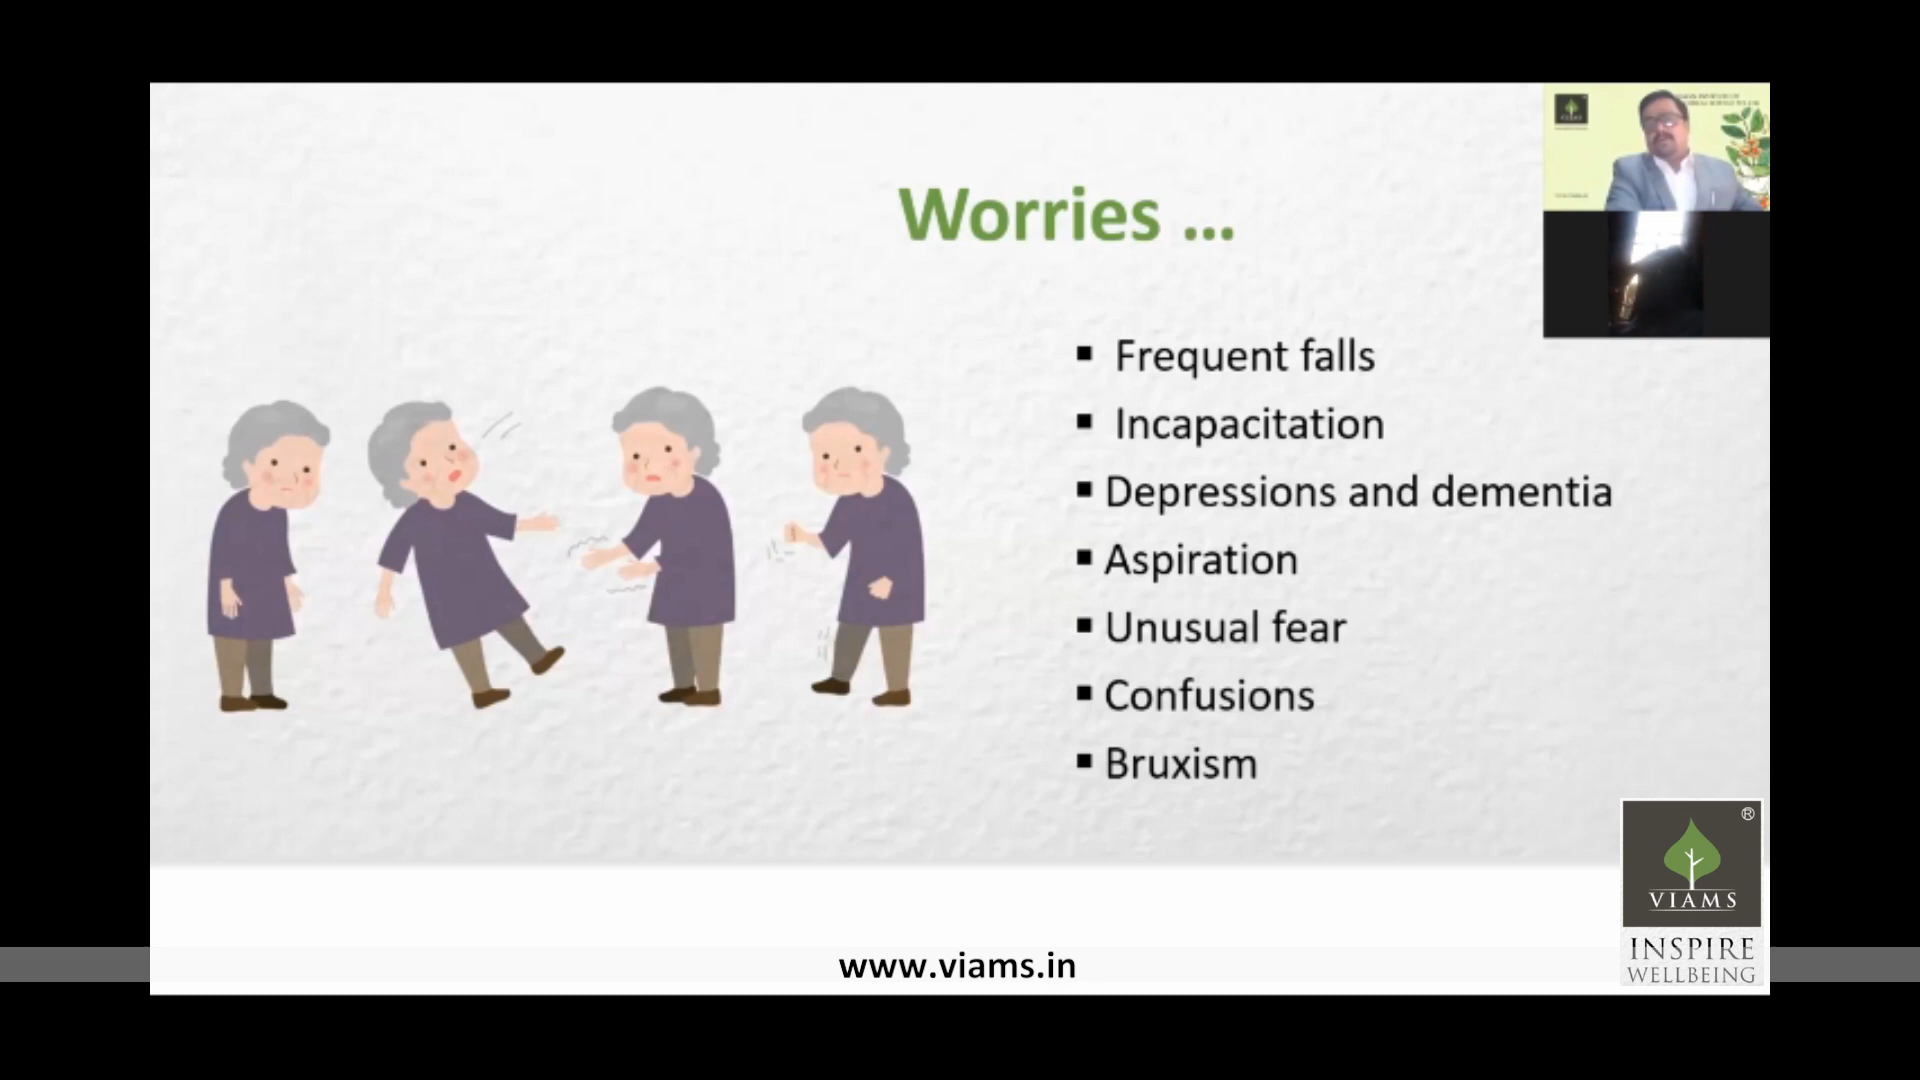 Worries ...
▪ Frequent falls
▪ Incapacitation
▪ Depressions and dementia
▪ Aspiration
▪ Unusual fear
▪ Confusions
▪ Bruxism
®
VIAMS
INSPIRE
WELLBEING
www.viams.in